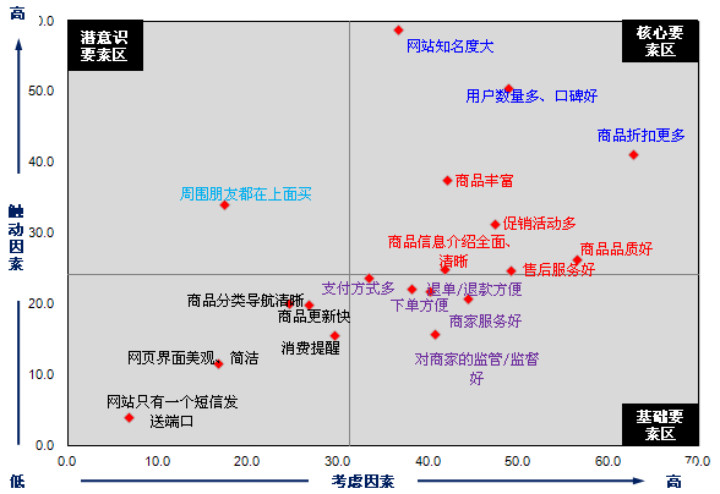 高
0.0
潜意识
要素区
核心要
素区
网站知名度大
50.0
用户数量多、口碑好
商品折扣更多
40.0
商品丰富
周围朋友都在上面买
触动因素
30.0
促销活动多
商品信息介绍全面、
清晰
商品品质好
售后服务好
支付方式多
退单/退款方便
20.0
商品分类导航清晰
下单方便
商品更新快
商家服务好
消费提醒
网页界面美观、简洁
对商家的监管/监督
好
10.0
网站只有一个短信发
送端口
基础要
素区
0.0
0.0
10.0
20.0
30.0
40.0
50.0
60.0
70.0
低
考虑因素
高